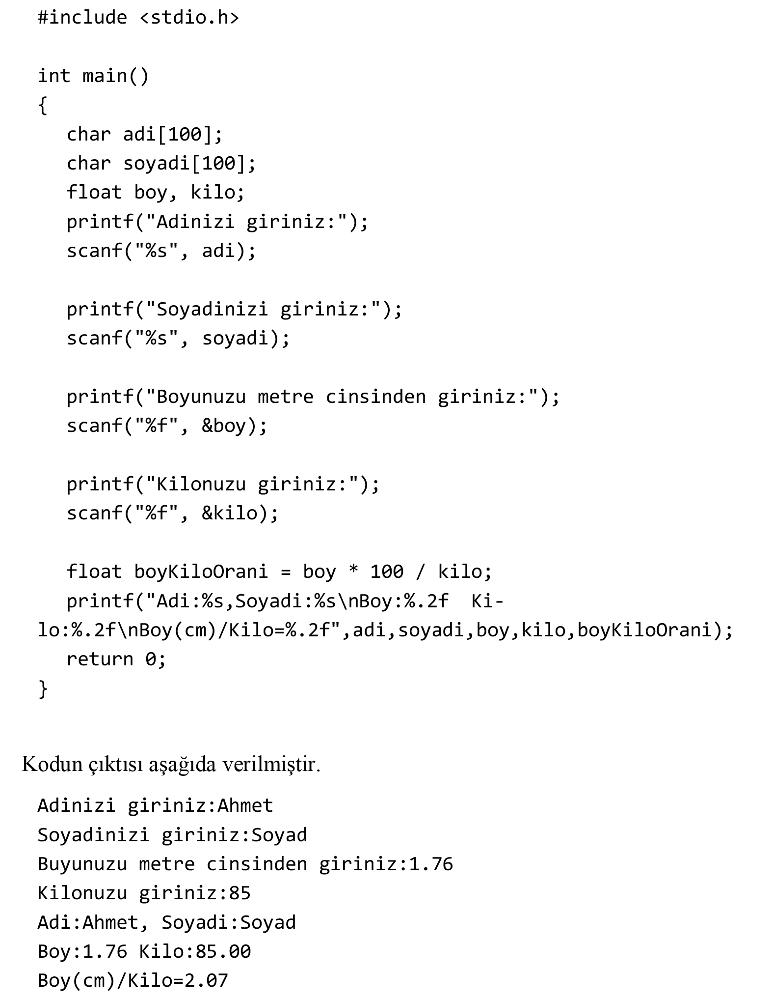 #include <stdio.h>
int main()
{
char adi[100];
char soyadi[100];
float boy, kilo;
printf("Adinizi giriniz:");
scanf("%s", adi);
printf("Soyadinizi giriniz:");
scanf("%s", soyadi);
printf("Boyunuzu metre cinsinden giriniz:");
scanf("%f", &boy);
printf("Kilonuzu giriniz:");
scanf("%f", &kilo);
float boyKiloOrani = boy * 100 / kilo;
printf("Adi:%s,Soyadi:%s\nBoy:%.2f  Ki-
lo:%.2f\nBoy(cm)/Kilo=%.2f",adi,soyadi,boy,kilo,boyKiloOrani);
return 0;
}
Kodun çıktısı aşağıda verilmiştir.
Adinizi giriniz:Ahmet
Soyadinizi giriniz:Soyad
Buyunuzu metre cinsinden giriniz:1.76
Kilonuzu giriniz:85
Adi:Ahmet, Soyadi:Soyad
Boy:1.76 Kilo:85.00
Boy(cm)/Kilo=2.07